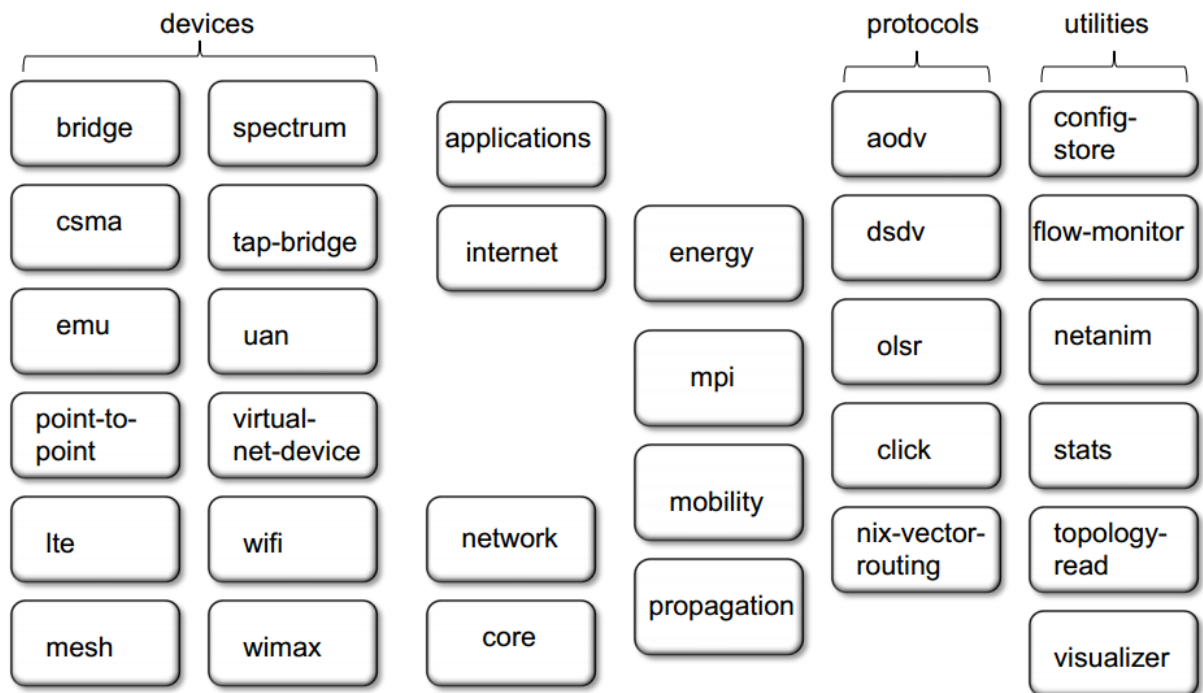 devices
protocols
utilities
bridge
spectrum
applications
aodv
config-
store
csma
tap-bridge
internet
energy
dsdv
flow-monitor
emu
uan
mpi
olsr
netanim
point-to-
point
virtual-
net-device
mobility
click
stats
lte
wifi
network
propagation
nix-vector-
routing
topology-
read
mesh
wimax
core
visualizer